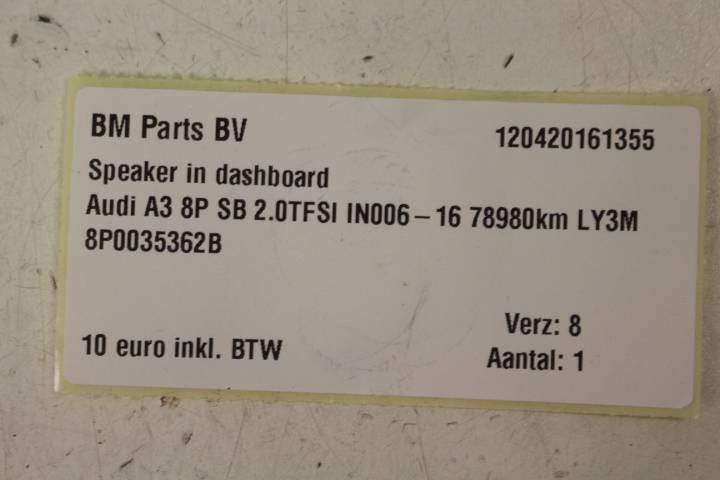 BM Parts BV 120420161355
Speaker in dashboard
Audi A3 8P SB 2.0TFSI IN006–16 78980km LY3M
8P0035362B
Verz: 8
10 euro inkl. BTW Aantal: 1